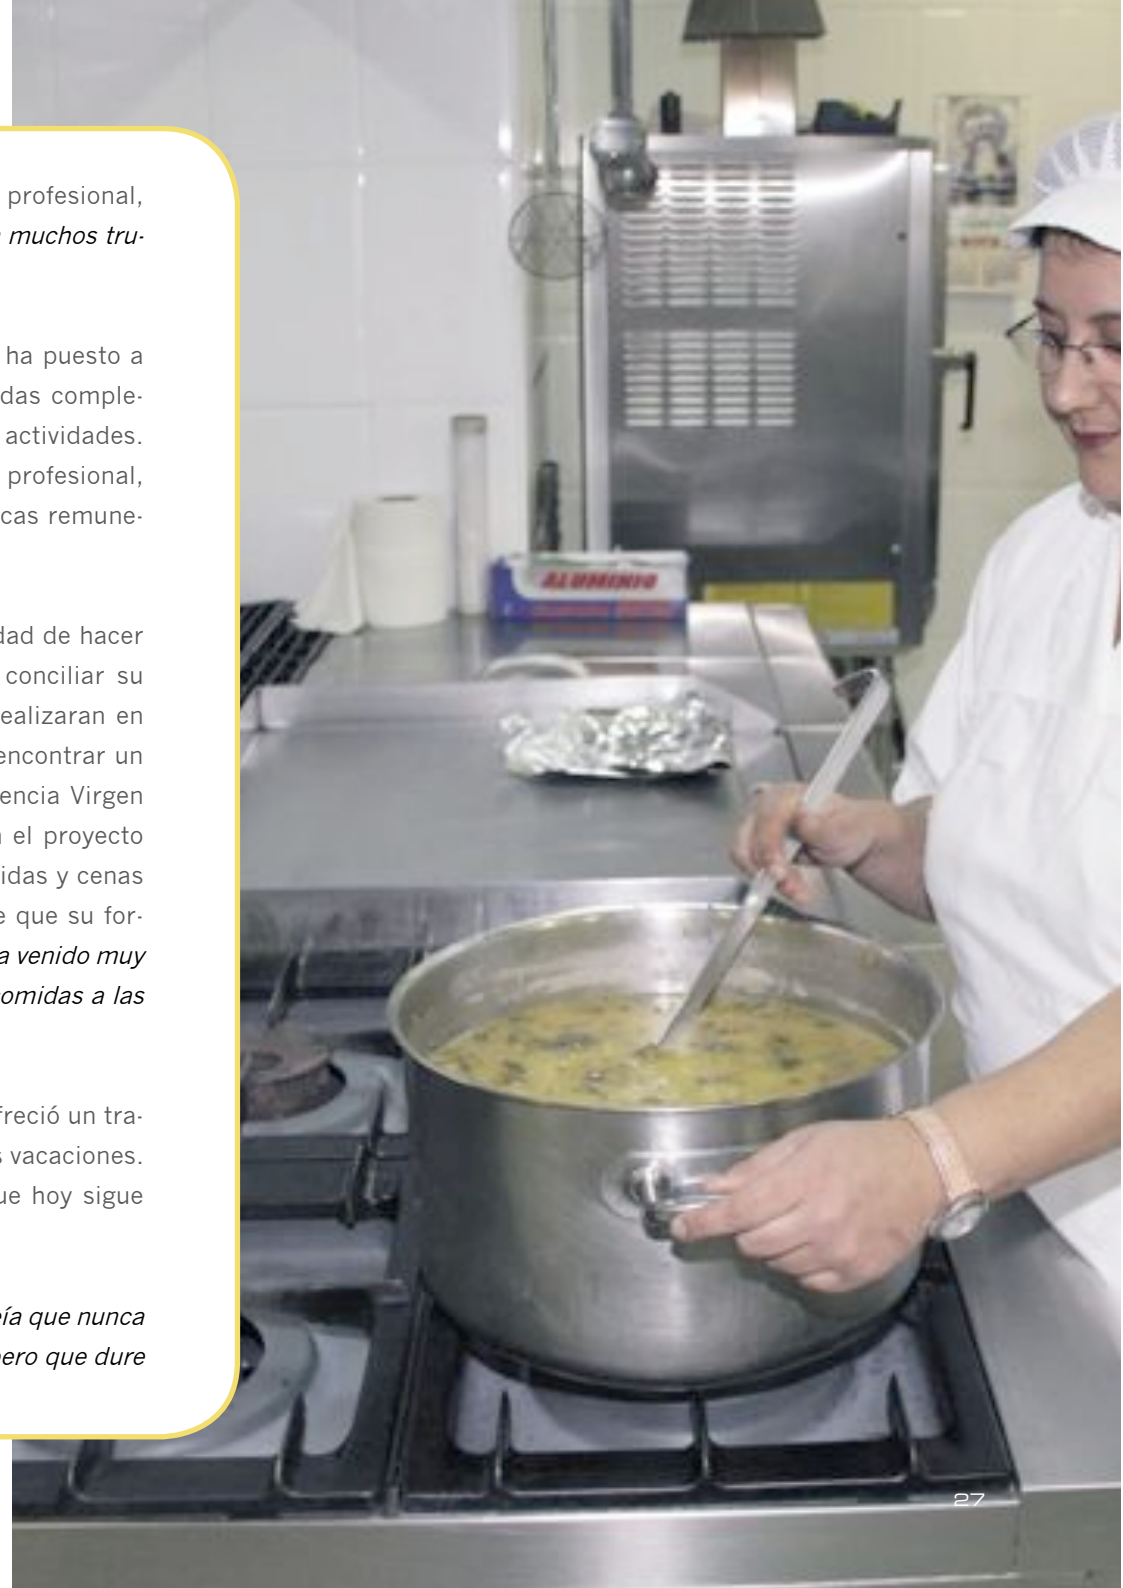 profesional,
muchos tru-
ha puesto a
das comple-
actividades.
profesional,
cas remune-
dad de hacer
conciliar su
ealizaran en
encontrar un
encia Virgen
el proyecto
idas y cenas
e que su for-
a venido muy
omidas a las
freció un tra-
s vacaciones.
ue hoy sigue
eía que nunca
pero que dure
ALUMINIO
27